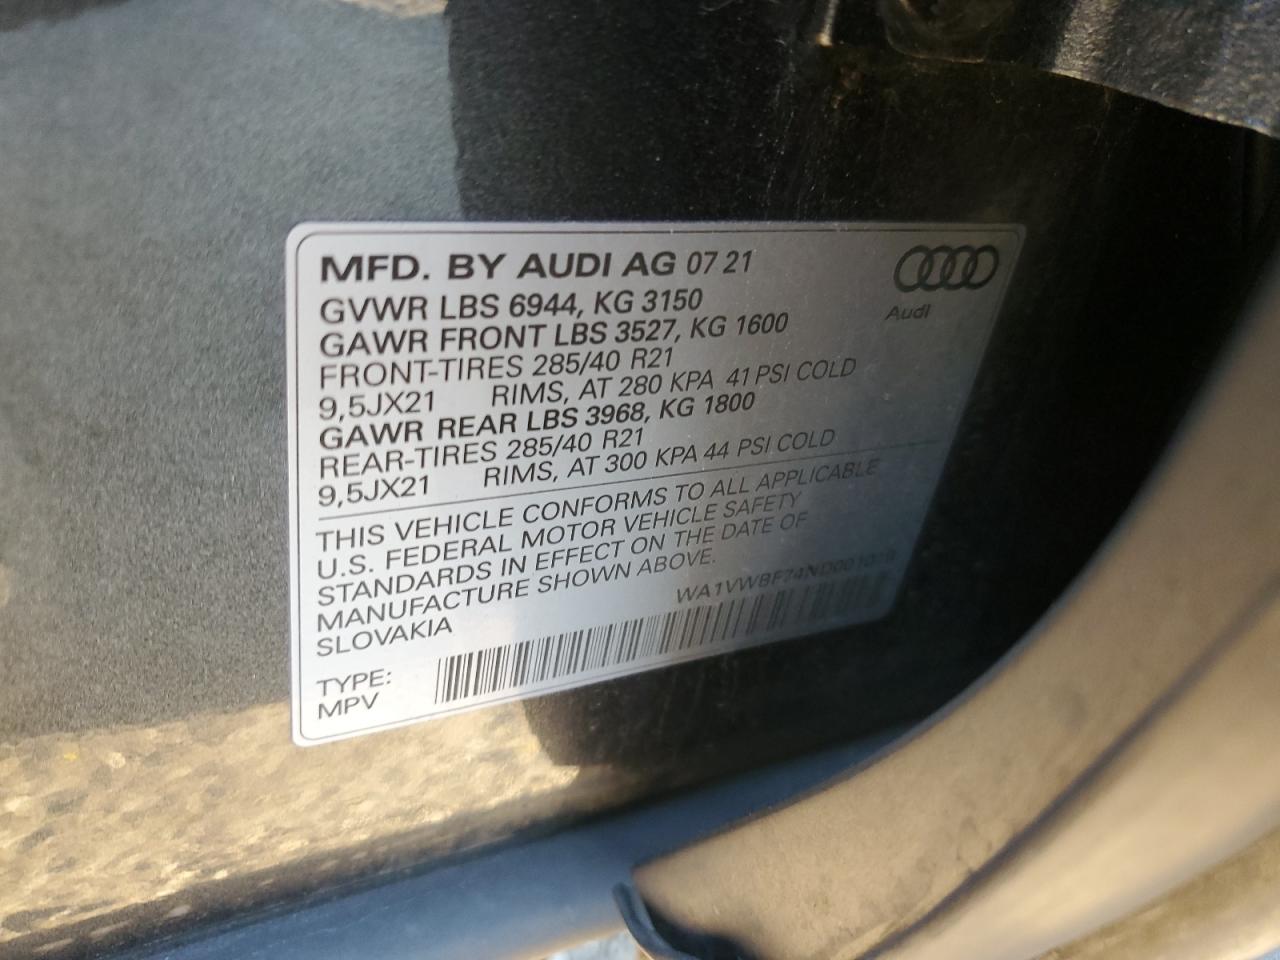 MFD. BY AUDI AG 07 21
Audi
GVWR LBS 6944, KG 3150
GAWR FRONT LBS 3527, KG 1600
FRONT-TIRES 285/40 R21
9,5JX21 RIMS, AT 280 KPA 41 PSI COLD
GAWR REAR LBS 3968, KG 1800
REAR-TIRES 285/40 R21
9,5JX21 RIMS, AT 300 KPA 44 PSI COLD
THIS VEHICLE CONFORMS TO ALL APPLICABLE
U.S. FEDERAL MOTOR VEHICLE SAFETY
STANDARDS IN EFFECT ON THE DATE OF
MANUFACTURE SHOWN ABOVE.
SLOVAKIA
TYPE:
MPV